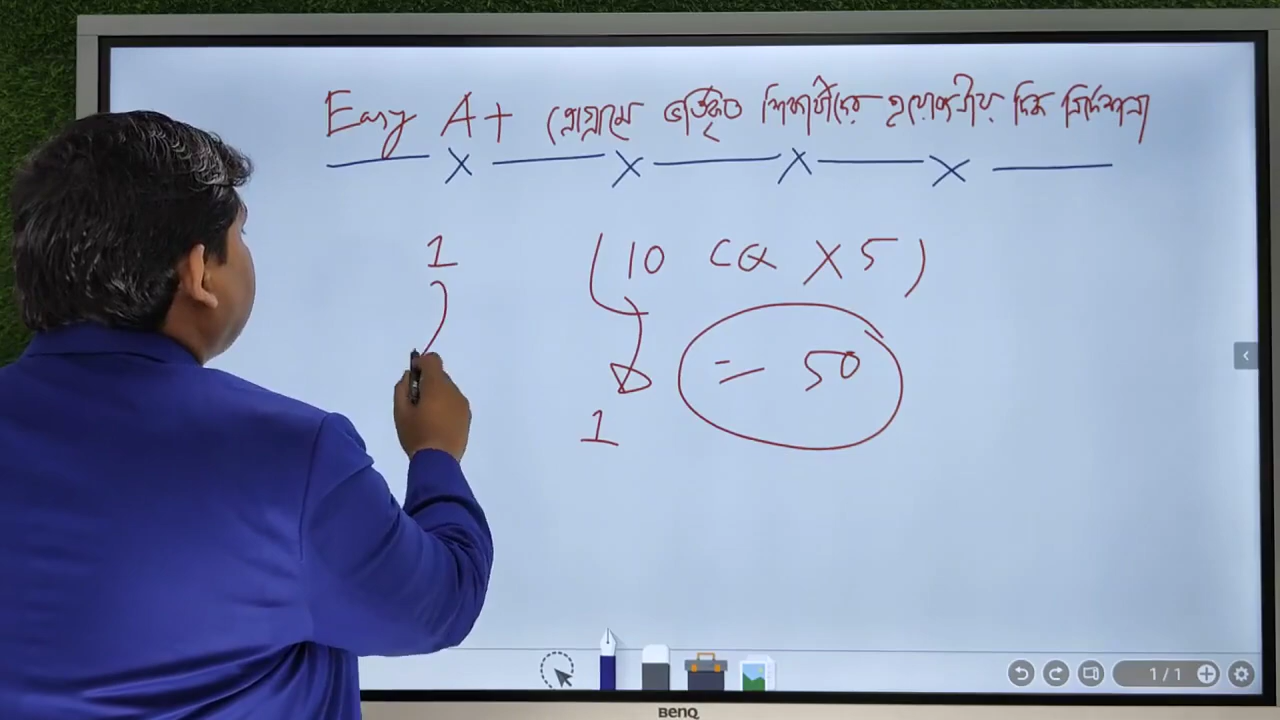 Easy A+ প্রোগ্রামে ভর্তিকৃত শিক্ষার্থীদের প্রয়োজনীয় দিক নির্দেশনা
X X X X
1 (10 CQ X 5)
= 50
1
1/1
BENQ